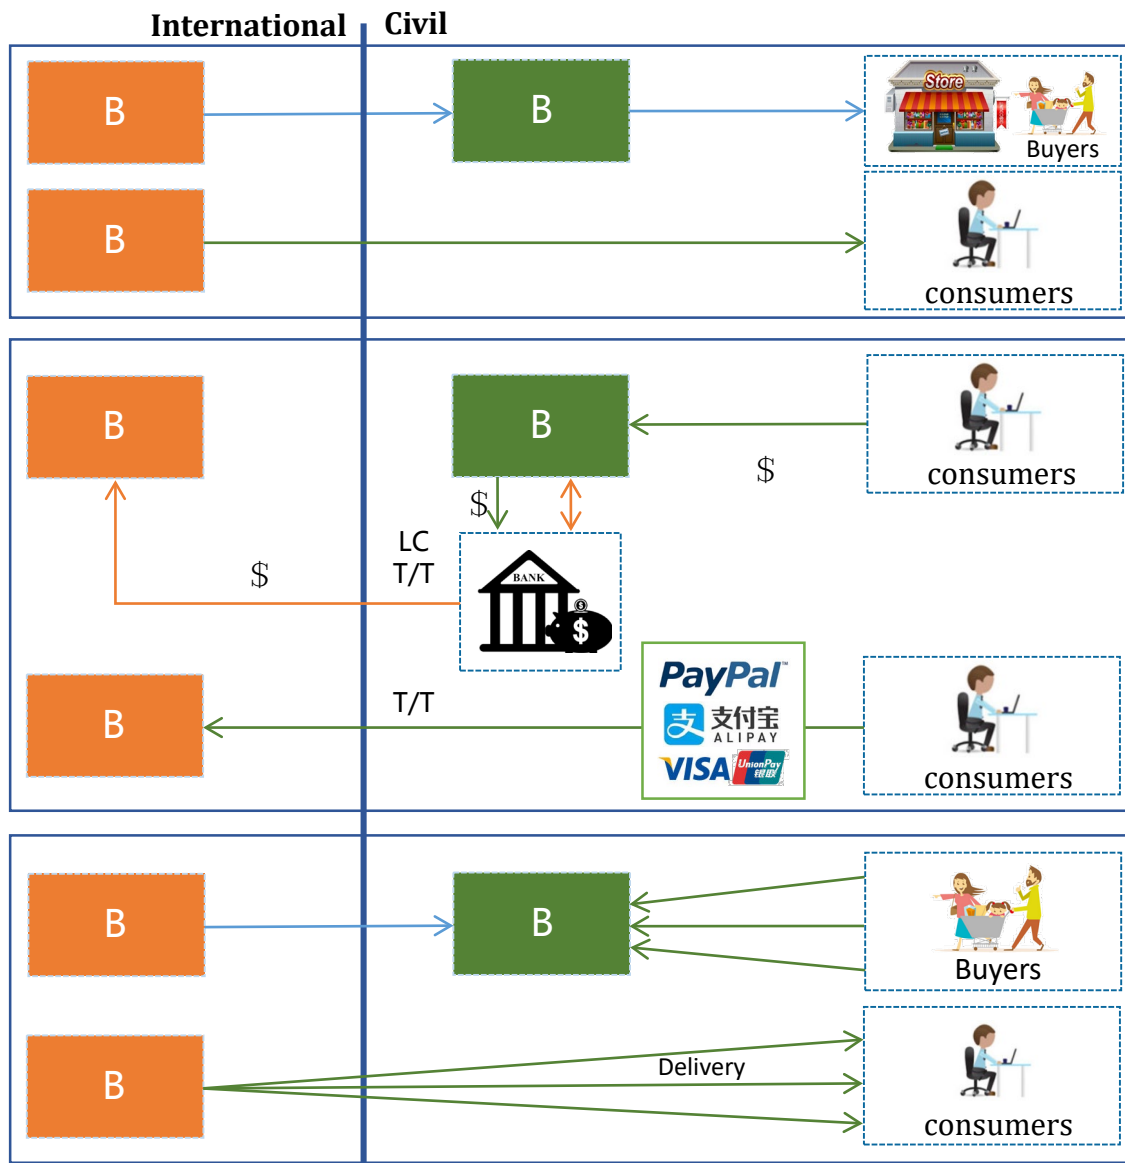 International Civil
B
B
Store
Buyers
B
consumers
B
B
consumers
$
$
LC
T/T
$
BANK
$
$
B
T/T
PayPal™
支付宝
ALIPAY
VISA
UnionPay
银联
consumers
B
B
Buyers
B
Delivery
consumers